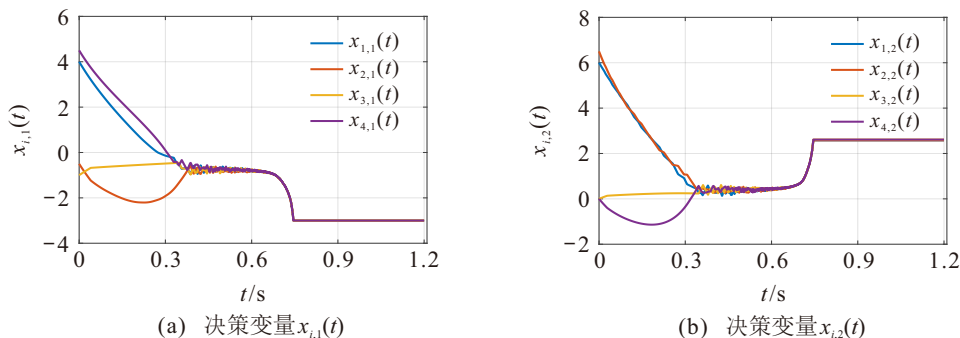 6
4
2
0
−2
−4
x_{i,1}(t)
x_{1,1}(t)
x_{2,1}(t)
x_{3,1}(t)
x_{4,1}(t)
0 0.3 0.6 0.9 1.2
t/s
(a) 决策变量x_{i,1}(t)
8
6
4
2
0
−2
x_{i,2}(t)
x_{1,2}(t)
x_{2,2}(t)
x_{3,2}(t)
x_{4,2}(t)
0 0.3 0.6 0.9 1.2
t/s
(b) 决策变量x_{i,2}(t)